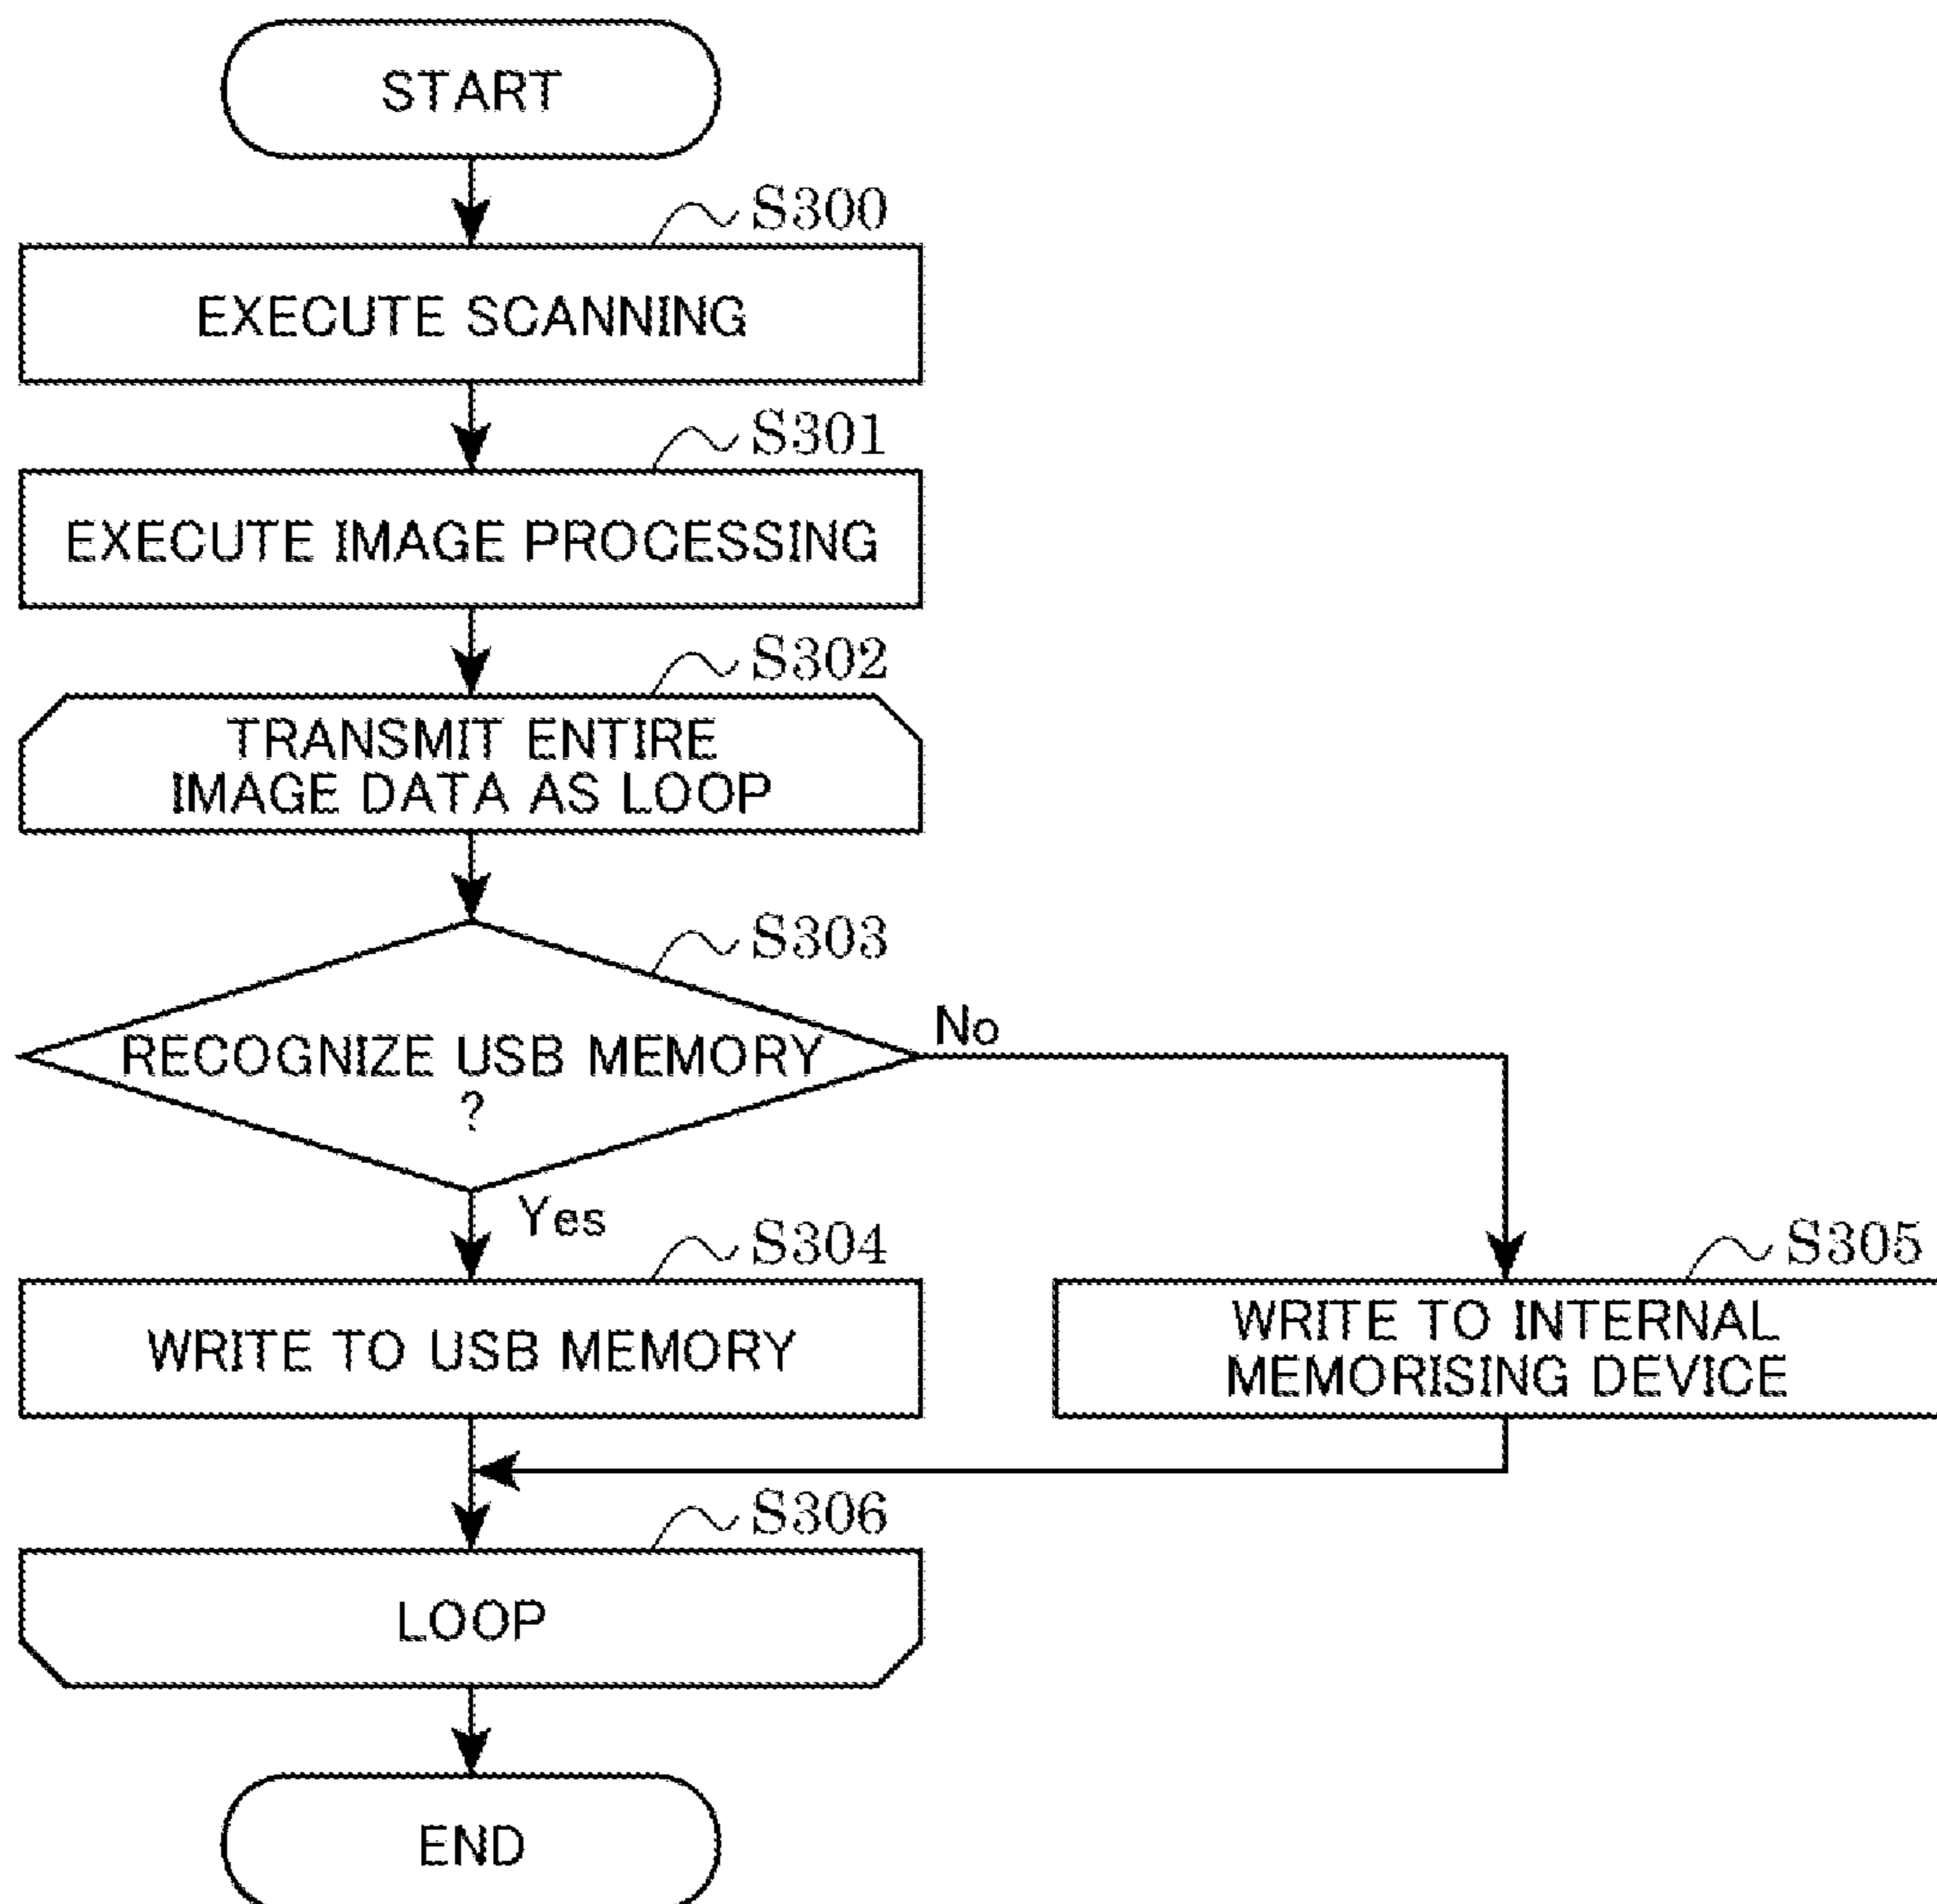 START
S300
EXECUTE SCANNING
S301
EXECUTE IMAGE PROCESSING
S302
TRANSMIT ENTIRE
IMAGE DATA AS LOOP
S303
RECOGNIZE USB MEMORY
?
No
Yes
S304
WRITE TO USB MEMORY
S305
WRITE TO INTERNAL
MEMORISING DEVICE
S306
LOOP
END